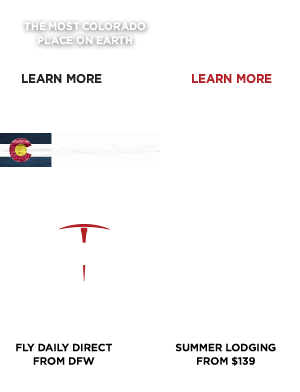 THE MOST COLORADO
PLACE ON EARTH
LEARN MORE
LEARN MORE
FLY DAILY DIRECT
FROM DFW
SUMMER LODGING
FROM $139